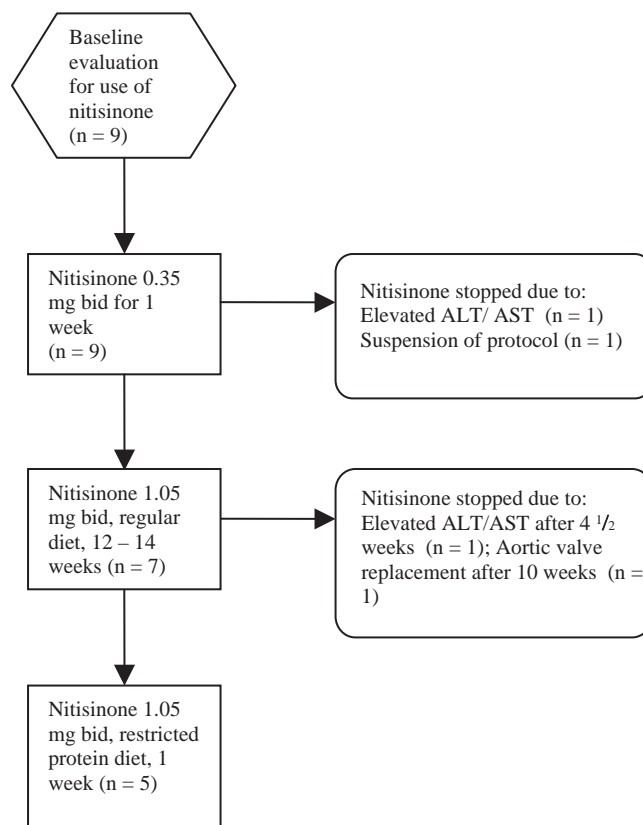 Baseline
evaluation
for use of
nitisinone
(n = 9)
Nitisinone 0.35
mg bid for 1
week
(n = 9)
Nitisinone stopped due to:
Elevated ALT/ AST (n = 1)
Suspension of protocol (n = 1)
Nitisinone 1.05
mg bid, regular
diet, 12 – 14
weeks (n = 7)
Nitisinone stopped due to:
Elevated ALT/AST after 4 1/2
weeks (n = 1); Aortic valve
replacement after 10 weeks (n =
1)
Nitisinone 1.05
mg bid, restricted
protein diet, 1
week (n = 5)